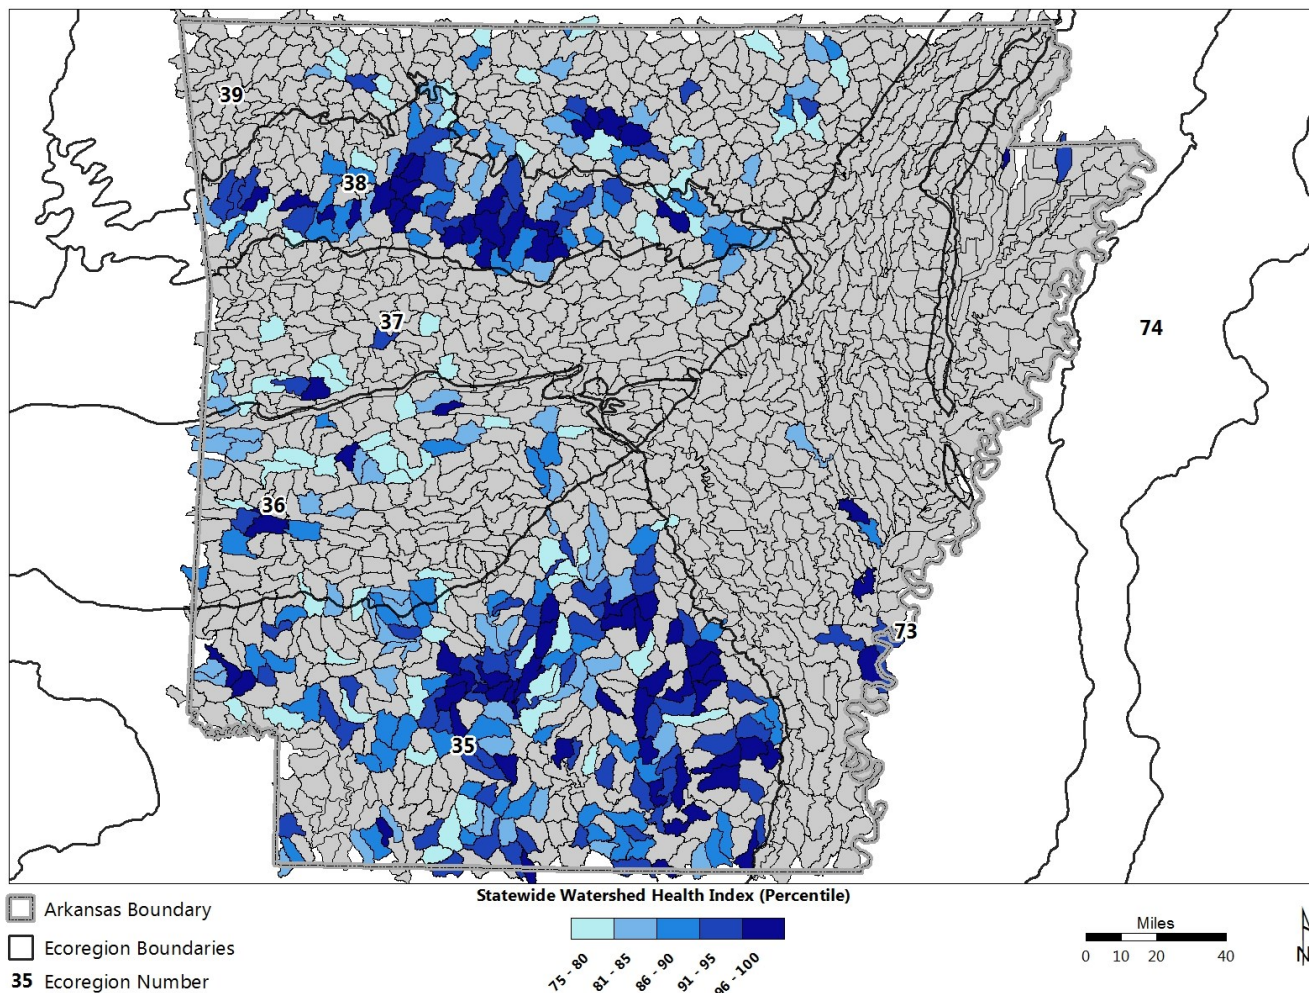 39
38
37
74
36
73
35
Statewide Watershed Health Index (Percentile)
75 - 80
81 - 85
86 - 90
91 - 95
96 - 100
Arkansas Boundary
Ecoregion Boundaries
35 Ecoregion Number
Miles
0 10 20 40
N